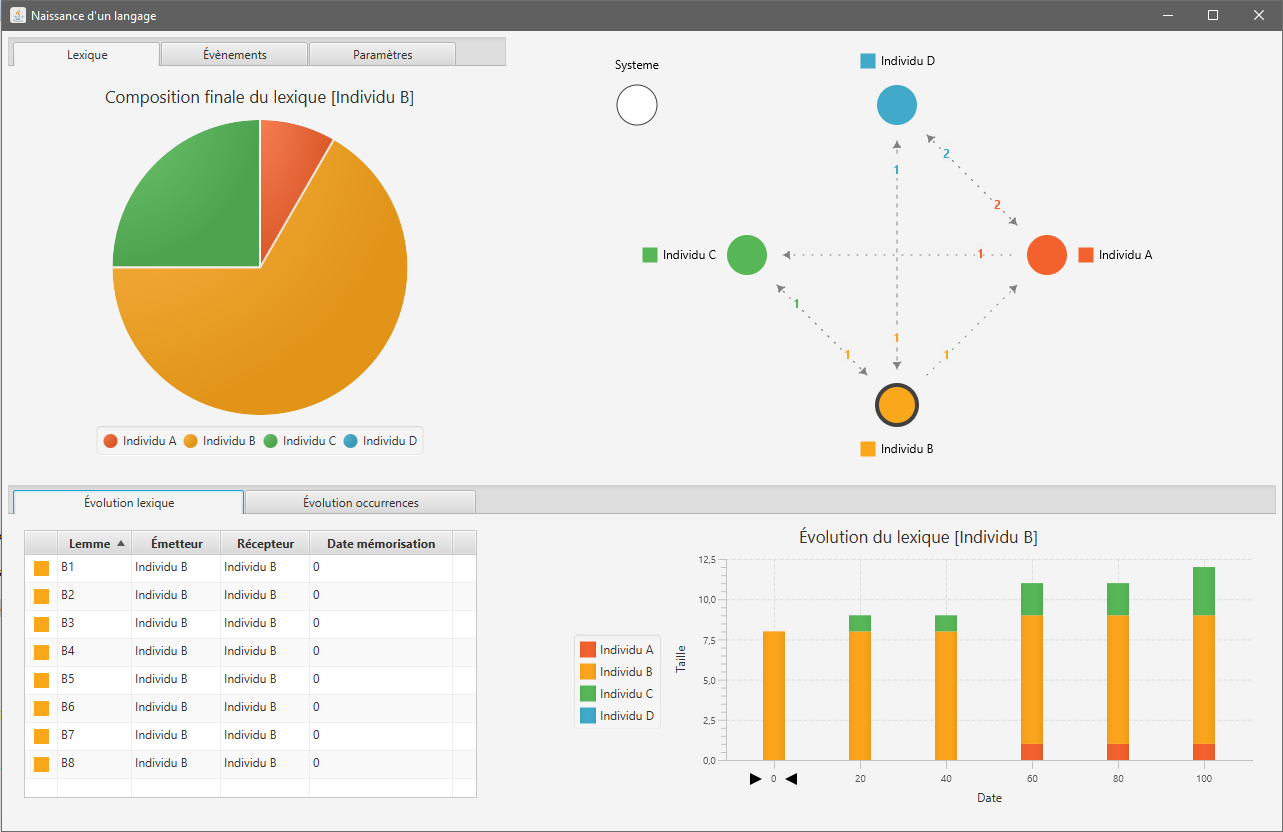 Naissance d'un langage
Lexique
Évènements
Paramètres
Composition finale du lexique [Individu B]
Individu A
Individu B
Individu C
Individu D
Systeme
Individu D
1
2
2
Individu C
1
Individu A
1
1
1
1
Individu B
Évolution lexique
Évolution occurrences
Lemme Émetteur Récepteur Date mémorisation
B1 Individu B Individu B 0
B2 Individu B Individu B 0
B3 Individu B Individu B 0
B4 Individu B Individu B 0
B5 Individu B Individu B 0
B6 Individu B Individu B 0
B7 Individu B Individu B 0
B8 Individu B Individu B 0
Évolution du lexique [Individu B]
Individu A
Individu B
Individu C
Individu D
Taille
12,5
10,0
7,5
5,0
2,5
0,0
0 20 40 60 80 100
Date